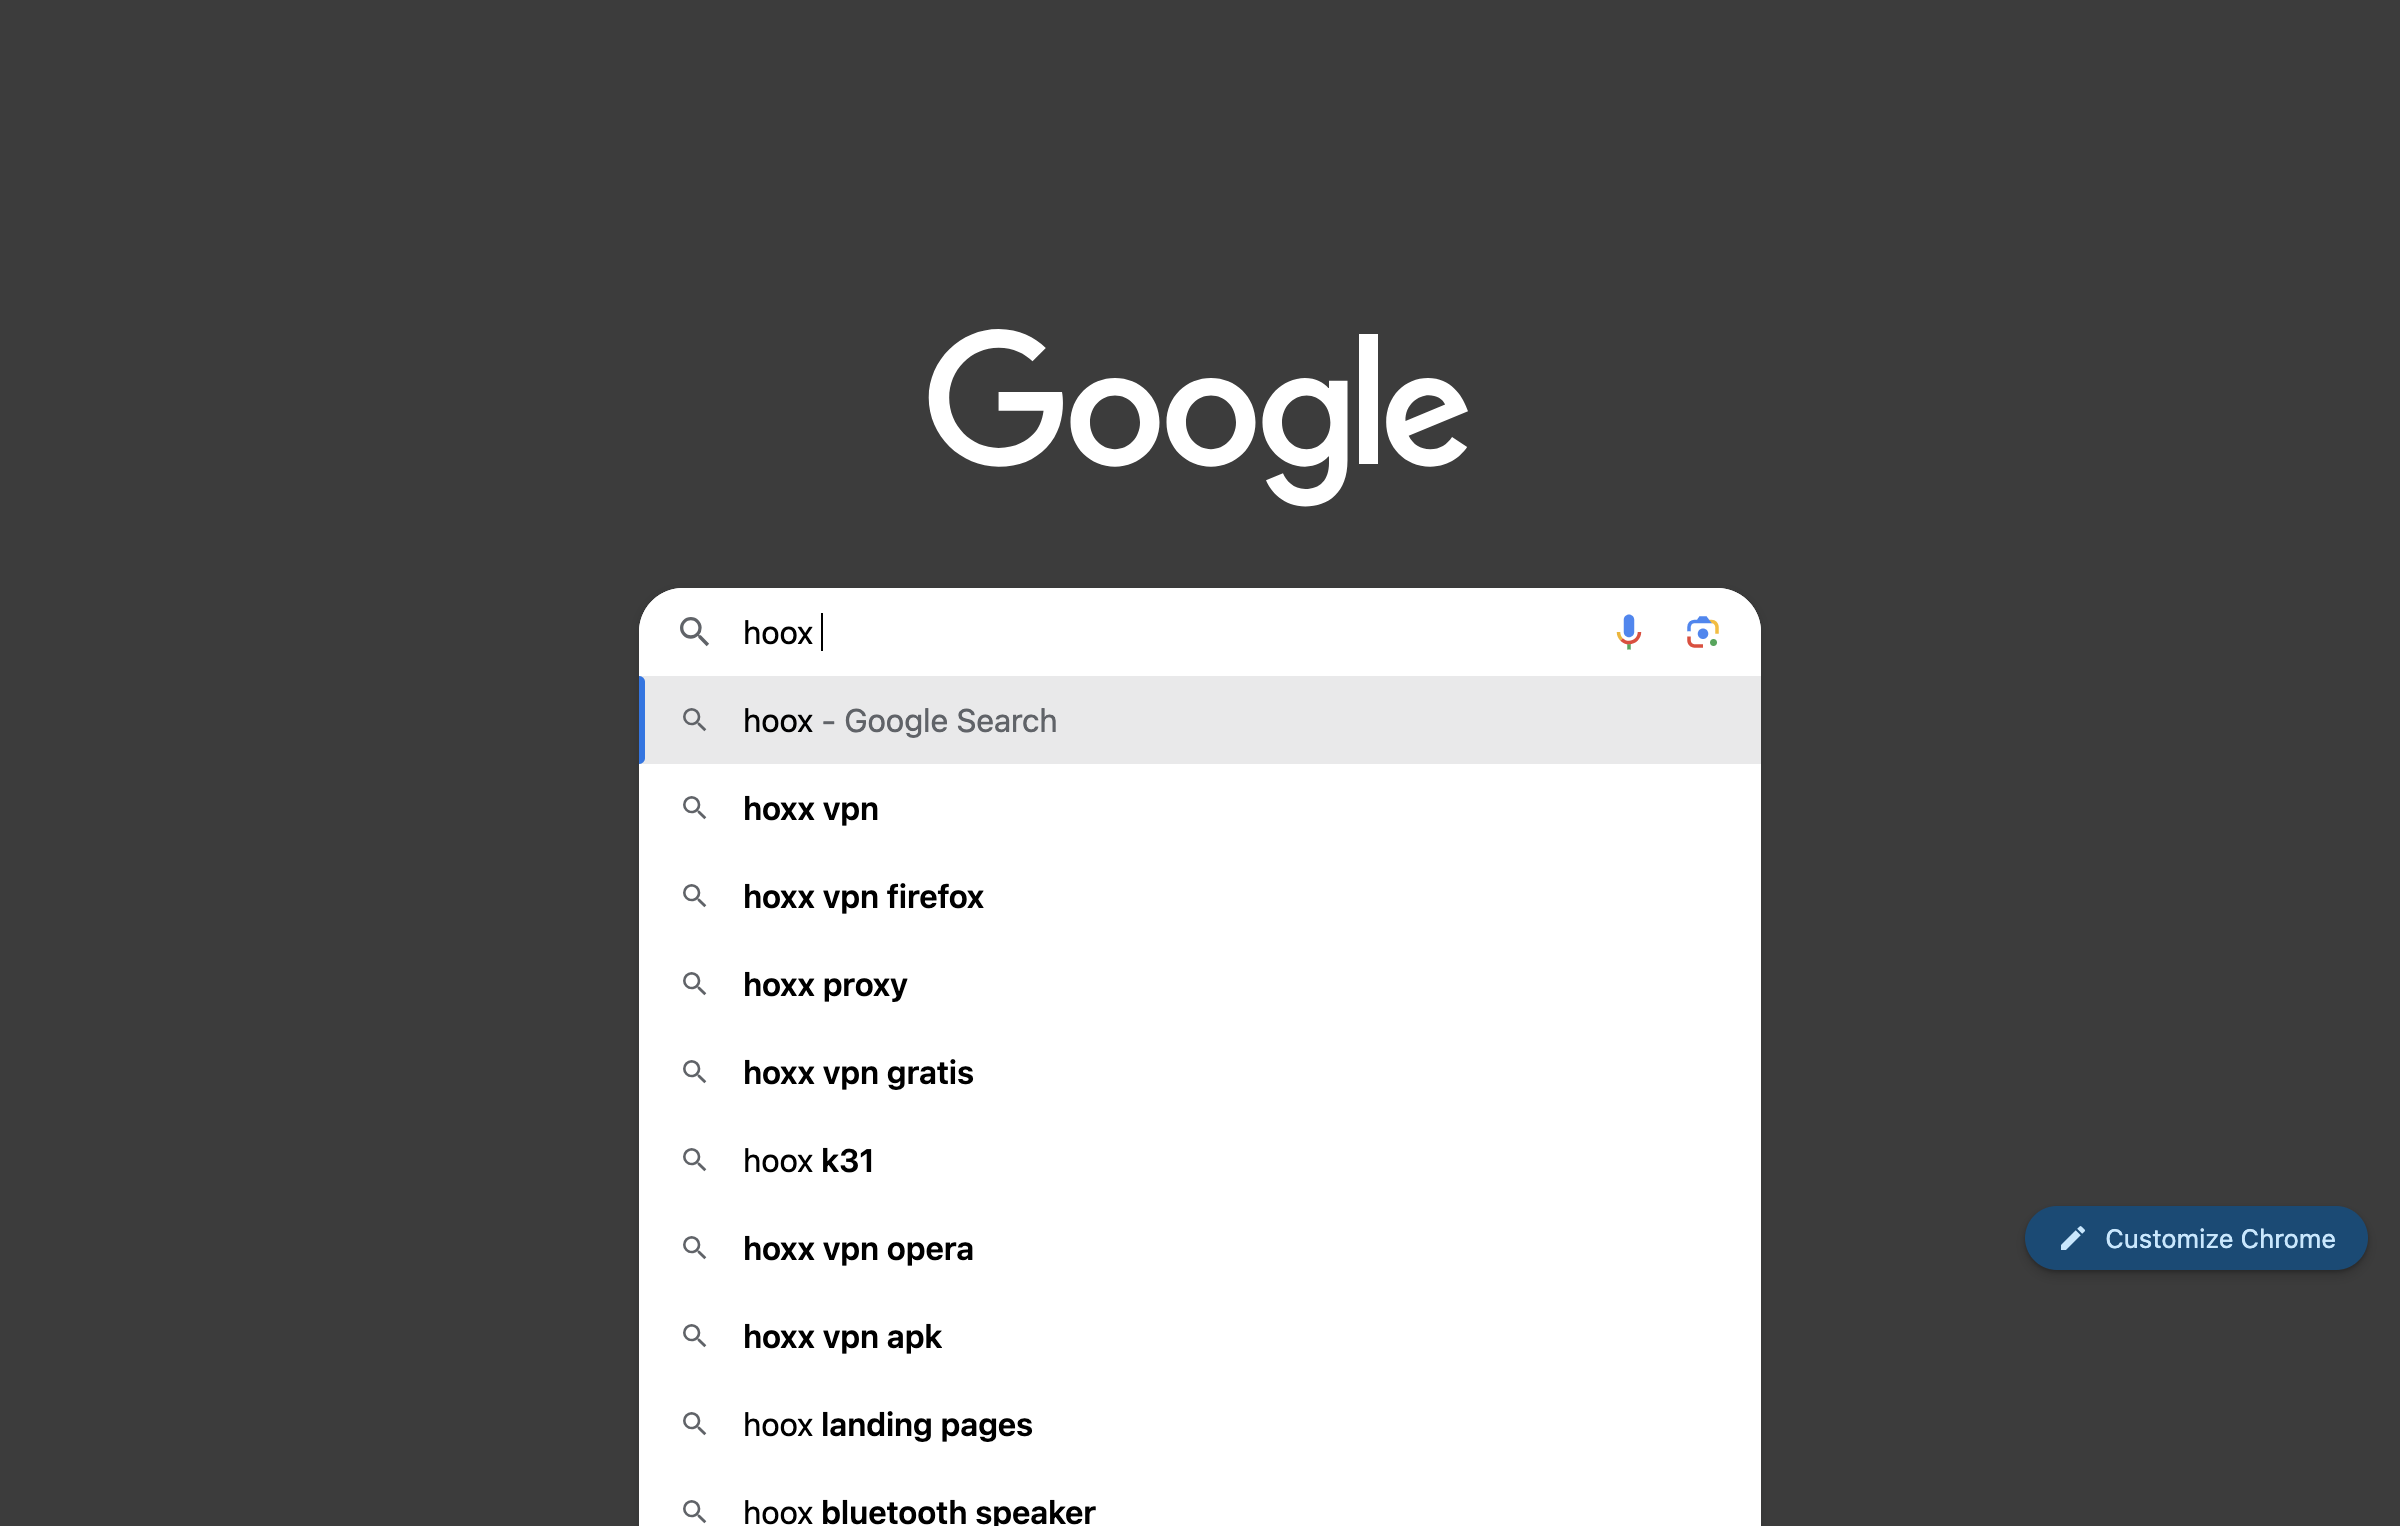 Google
hoox
hoox - Google Search
hoxx vpn
hoxx vpn firefox
hoxx proxy
hoxx vpn gratis
hoox k31
hoxx vpn opera
Customize Chrome
hoxx vpn apk
hoox landing pages
hoox bluetooth speaker